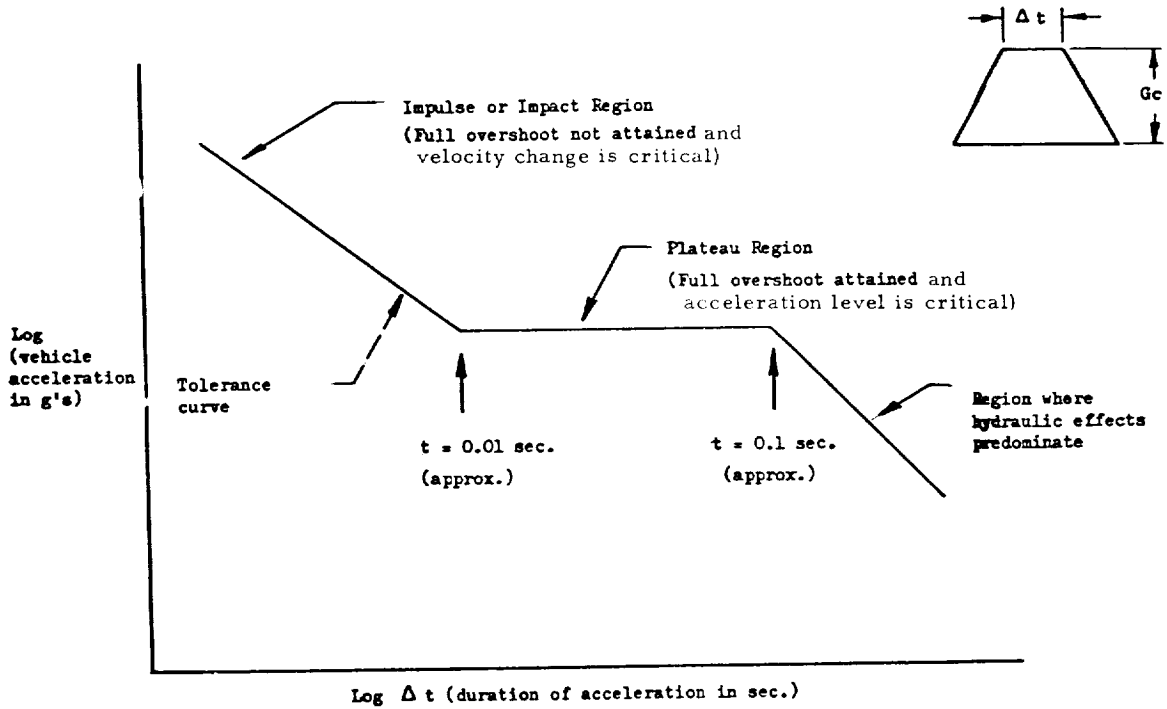 Δ t
Gc
Impulse or Impact Region
(Full overshoot not attained and
velocity change is critical)
Plateau Region
(Full overshoot attained and
acceleration level is critical)
Log
(vehicle
acceleration
in g's)
Tolerance
curve
t = 0.01 sec.
(approx.)
t = 0.1 sec.
(approx.)
Region where
hydraulic effects
predominate
Log Δ t (duration of acceleration in sec.)